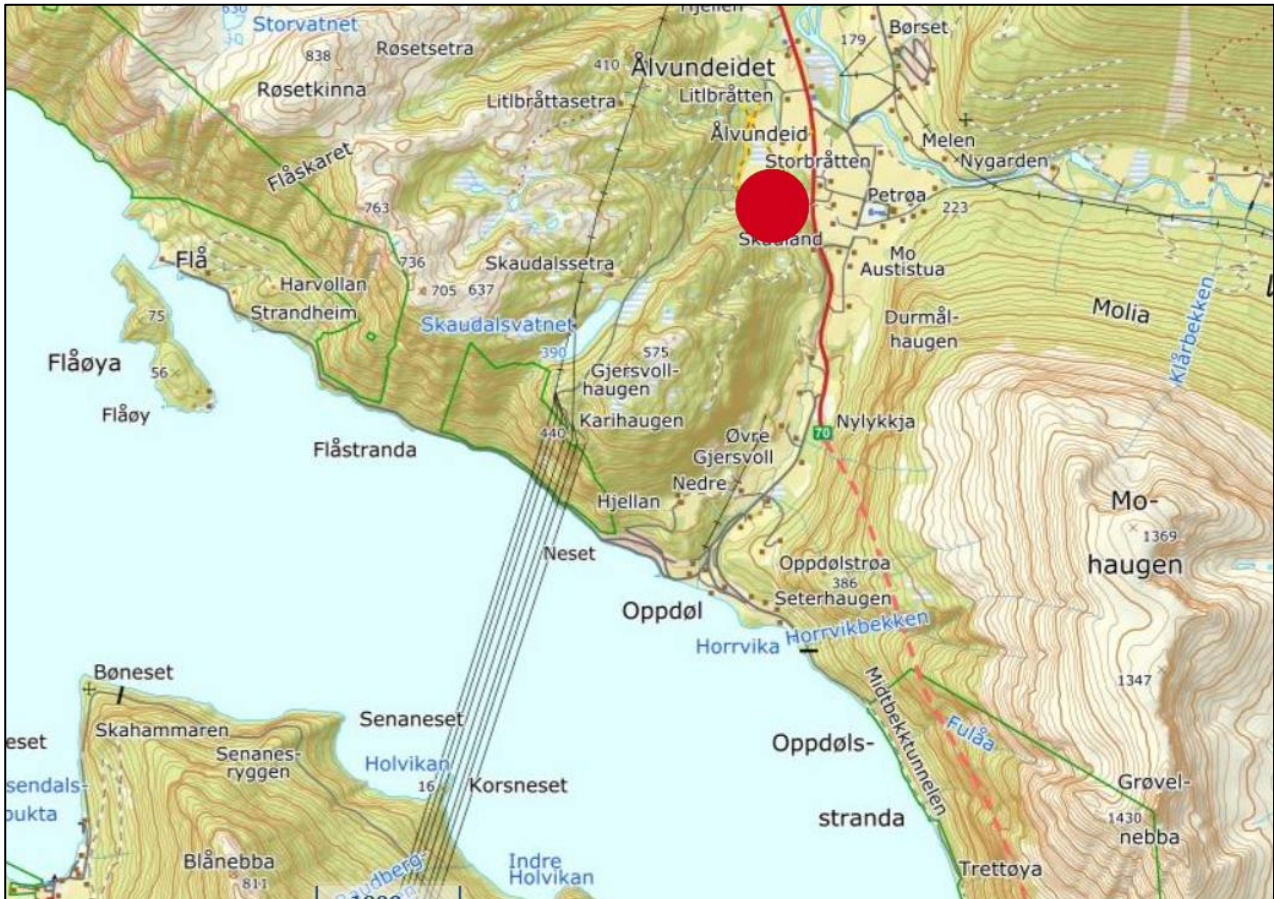 Storvatnet
838
Røsetsetra
Røsetkinna
410
Ålvundeidet
179
Børset
Litlbråttasetra
Litlbråtten
Ålvundeid
Melen
Storbråtten
Nygarden
Flåskaret
763
Petrøa
223
Flå
736
Skaudalssetra
Mo
Austistua
Harvollan
705
637
Strandheim
Skaudalsvatnet
Durmål-
haugen
Molia
Klårbekken
75
390
575
Flåøya
56
Gjersvoll-
haugen
Flåøy
Karihaugen
440
Flåstranda
Øvre
Gjersvoll
70
Nylykkja
Nedre
Hjellan
Mo-
haugen
1369
Neset
Oppdølstrøa
386
Seterhaugen
Oppdøl
Horrvika
Horrvikbekken
Bøneset
1347
Midtbekktunnelen
Skahammaren
Senaneset
Senanes-
ryggen
Fulåa
Holvikan
16
Korsneset
Oppdøls-
stranda
Grøvel-
nebba
1430
Blånebba
811
Indre
Holvikan
Trettøya